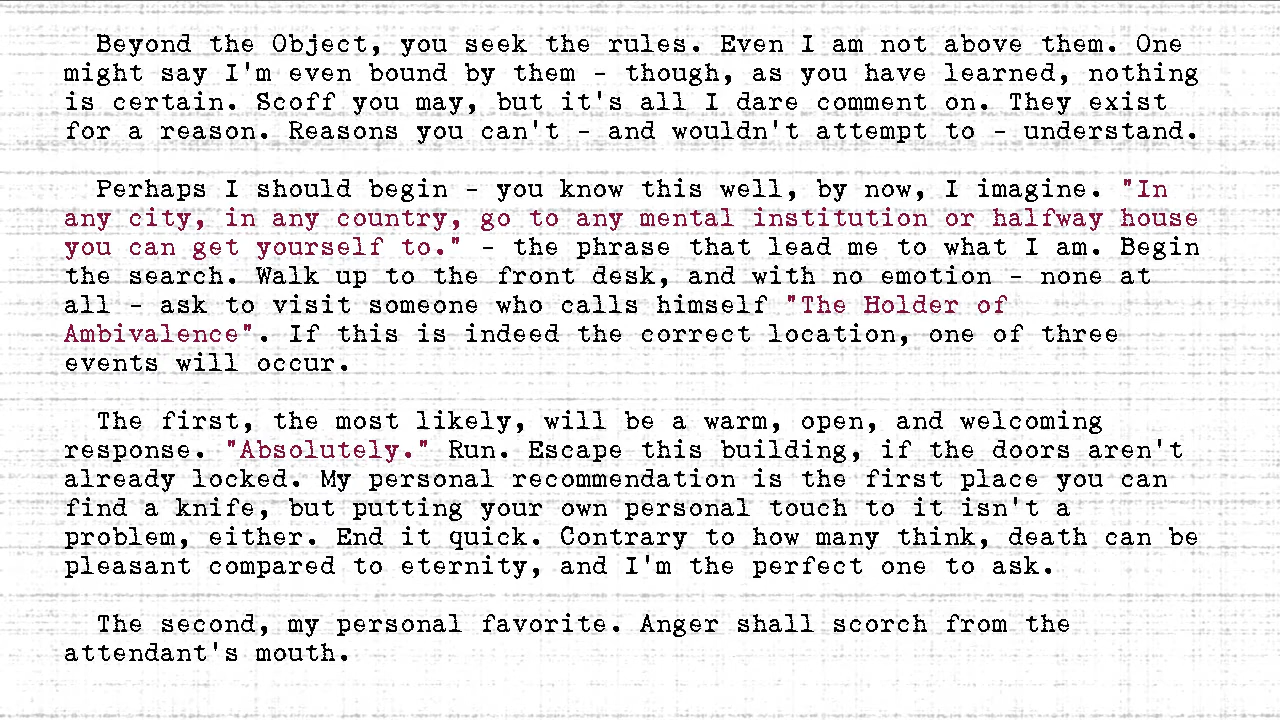 Beyond the Object, you seek the rules. Even I am not above them. One
might say I'm even bound by them - though, as you have learned, nothing
is certain. Scoff you may, but it's all I dare comment on. They exist
for a reason. Reasons you can't - and wouldn't attempt to - understand.
Perhaps I should begin - you know this well, by now, I imagine. "In
any city, in any country, go to any mental institution or halfway house
you can get yourself to." - the phrase that lead me to what I am. Begin
the search. Walk up to the front desk, and with no emotion - none at
all - ask to visit someone who calls himself "The Holder of
Ambivalence". If this is indeed the correct location, one of three
events will occur.
The first, the most likely, will be a warm, open, and welcoming
response. "Absolutely." Run. Escape this building, if the doors aren't
already locked. My personal recommendation is the first place you can
find a knife, but putting your own personal touch to it isn't a
problem, either. End it quick. Contrary to how many think, death can be
pleasant compared to eternity, and I'm the perfect one to ask.
The second, my personal favorite. Anger shall scorch from the
attendant's mouth.